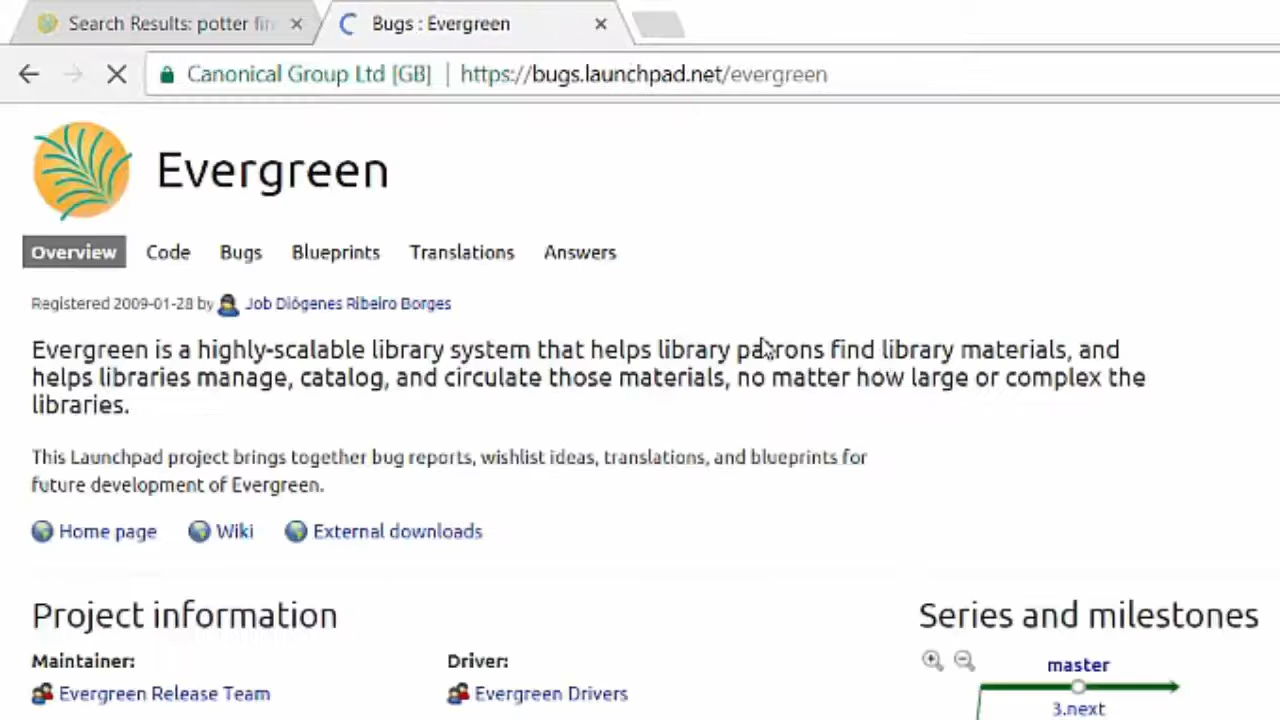 Search Results: potter fin
Bugs : Evergreen
Canonical Group Ltd [GB] | https://bugs.launchpad.net/evergreen
Evergreen
Overview Code Bugs Blueprints Translations Answers
Registered 2009-01-28 by Job Diógenes Ribeiro Borges
Evergreen is a highly-scalable library system that helps library patrons find library materials, and
helps libraries manage, catalog, and circulate those materials, no matter how large or complex the
libraries.
This Launchpad project brings together bug reports, wishlist ideas, translations, and blueprints for
future development of Evergreen.
Home page Wiki External downloads
Project information
Series and milestones
Maintainer:
Driver:
master
Evergreen Release Team
Evergreen Drivers
3.next